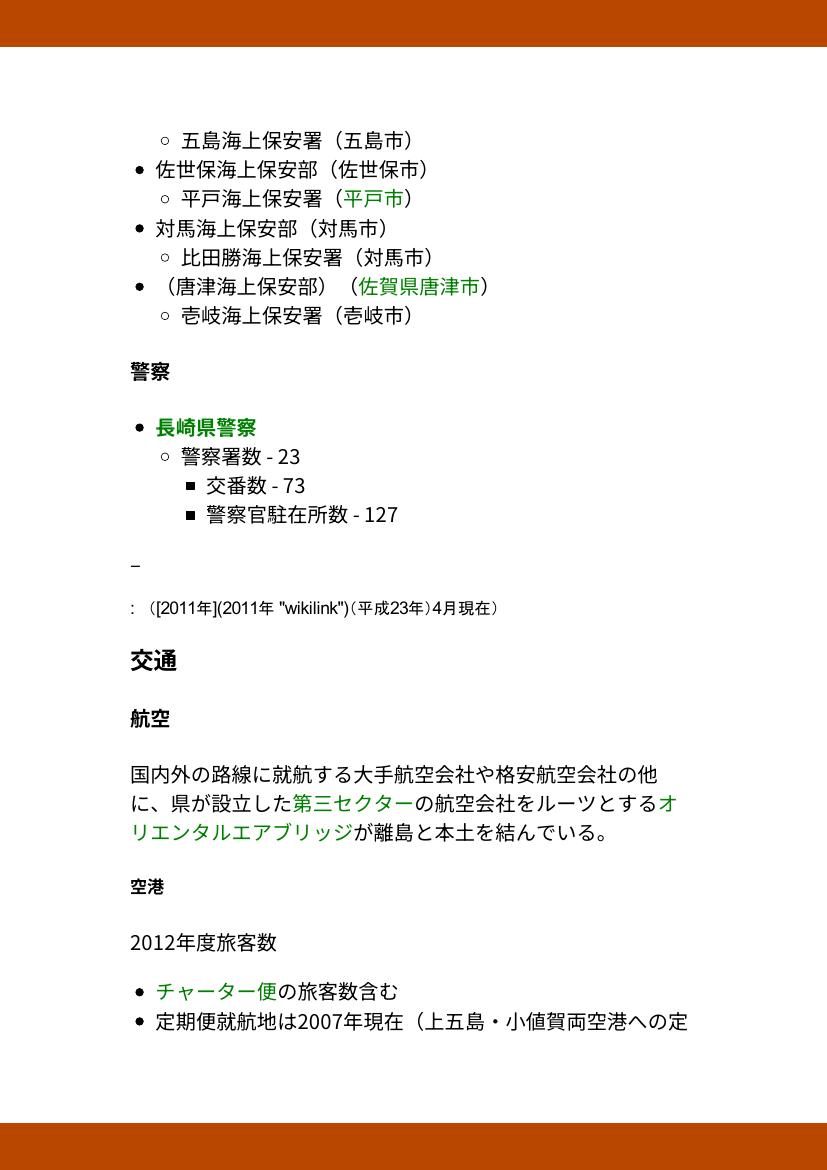 五島海上保安署（五島市）
佐世保海上保安部（佐世保市）
平戸海上保安署（平戸市）
対馬海上保安部（対馬市）
比田勝海上保安署（対馬市）
（唐津海上保安部）（佐賀県唐津市）
壱岐海上保安署（壱岐市）
警察
長崎県警察
警察署数 - 23
交番数 - 73
警察官駐在所数 - 127
–
: （[2011年](2011年 "wikilink")（平成23年）4月現在）
交通
航空
国内外の路線に就航する大手航空会社や格安航空会社の他
に、県が設立した第三セクターの航空会社をルーツとするオ
リエンタルエアブリッジが離島と本土を結んでいる。
空港
2012年度旅客数
チャーター便の旅客数含む
定期便就航地は2007年現在（上五島・小値賀両空港への定